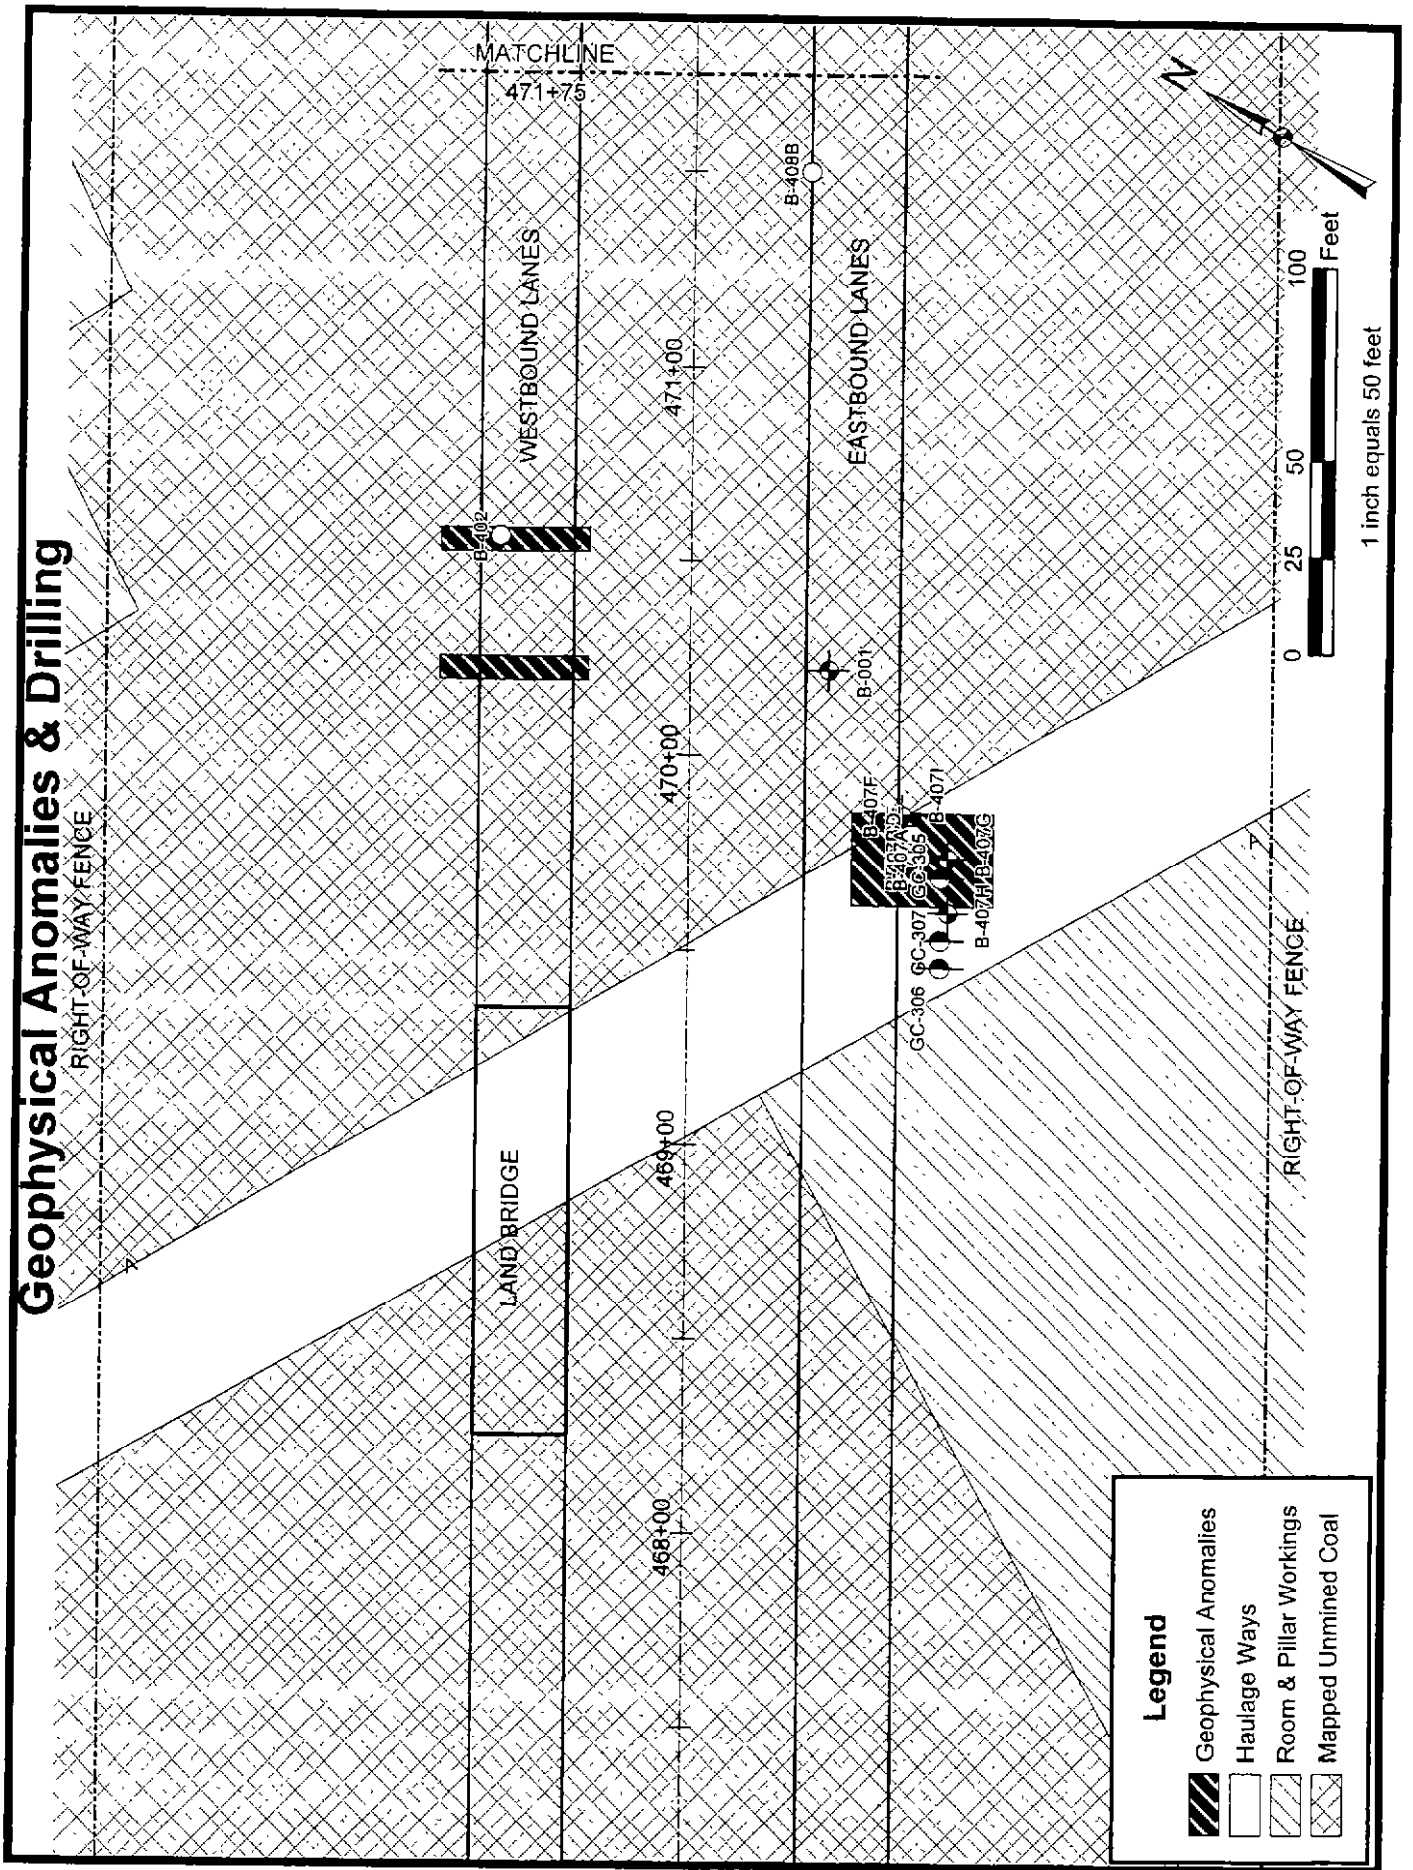 Geophysical Anomalies & Drilling
RIGHT-OF-WAY FENCE
MATCHLINE
471+75
WESTBOUND LANES
B-402
LAND BRIDGE
468+00
469+00
470+00
471+00
B-408B
EASTBOUND LANES
B-001
B-407F
B-407A
GC-305
B-407I
B-407G
B-407H
GC-307
GC-306
RIGHT-OF-WAY FENCE
N
0 25 50 100
Feet
1 inch equals 50 feet
Legend
Geophysical Anomalies
Haulage Ways
Room & Pillar Workings
Mapped Unmined Coal